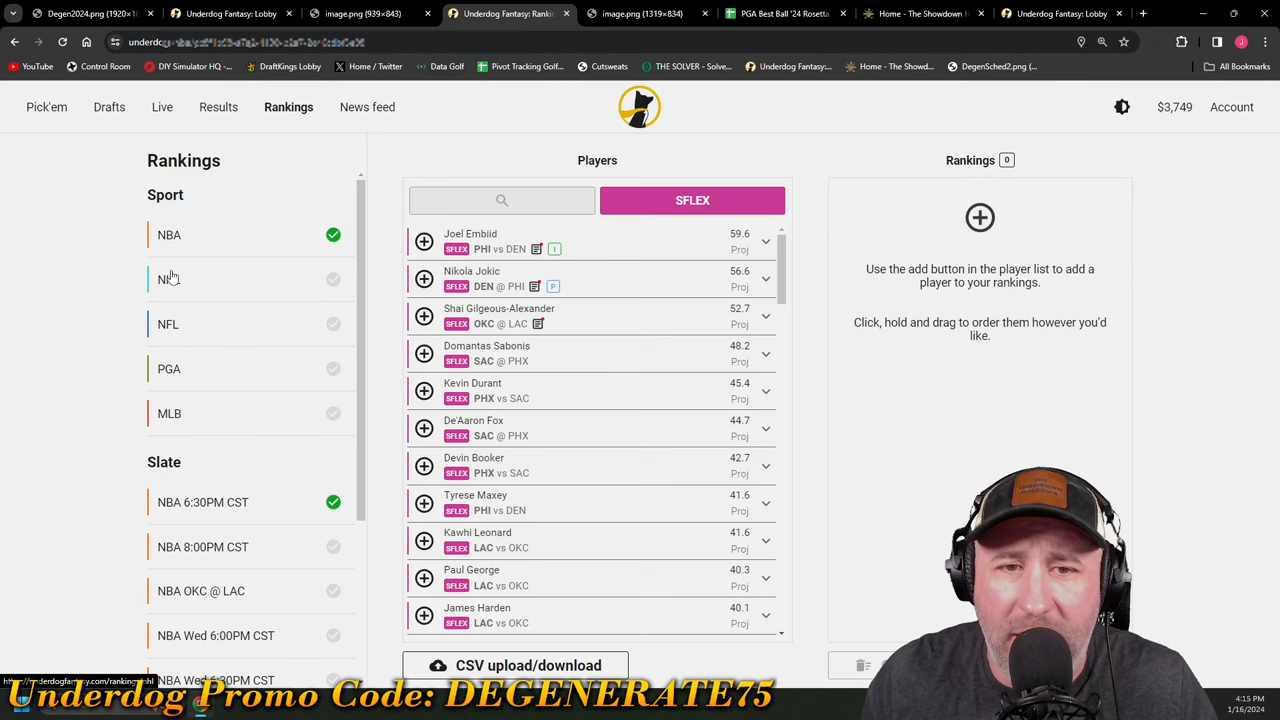 Degen2024.png (1920×10
Underdog Fantasy: Lobby
image.png (939×843)
Underdog Fantasy: Rankin
image.png (1319×834)
PGA Best Ball '24 Rosetta
Home - The Showdown H
Underdog Fantasy: Lobby
YouTube
Control Room
DIY Simulator HQ -...
DraftKings Lobby
Home / Twitter
Data Golf
Pivot Tracking Golf...
Cutsweats
THE SOLVER - Solve...
Underdog Fantasy:...
Home - The Showd...
DegenSched2.png (...
All Bookmarks
Pick'em
Drafts
Live
Results
Rankings
News feed
$3,749
Account
Rankings
Sport
NBA
NFL
PGA
MLB
Slate
NBA 6:30PM CST
NBA 8:00PM CST
NBA OKC @ LAC
NBA Wed 6:00PM CST
NBA Wed 6:30PM CST
Players
SFLEX
Joel Embiid
59.6
SFLEX PHI vs DEN I
Proj
Nikola Jokic
56.6
SFLEX DEN @ PHI P
Proj
Shai Gilgeous-Alexander
52.7
SFLEX OKC @ LAC
Proj
Domantas Sabonis
48.2
SFLEX SAC @ PHX
Proj
Kevin Durant
45.4
SFLEX PHX vs SAC
Proj
De'Aaron Fox
44.7
SFLEX SAC @ PHX
Proj
Devin Booker
42.7
SFLEX PHX vs SAC
Proj
Tyrese Maxey
41.6
SFLEX PHI vs DEN
Proj
Kawhi Leonard
41.6
SFLEX LAC vs OKC
Proj
Paul George
40.3
SFLEX LAC vs OKC
Proj
James Harden
40.1
SFLEX LAC vs OKC
Proj
CSV upload/download
Rankings 0
Use the add button in the player list to add a
player to your rankings.
Click, hold and drag to order them however you'd
like.
Underdog Promo Code: DEGENERATE75
4:15 PM
1/16/2024